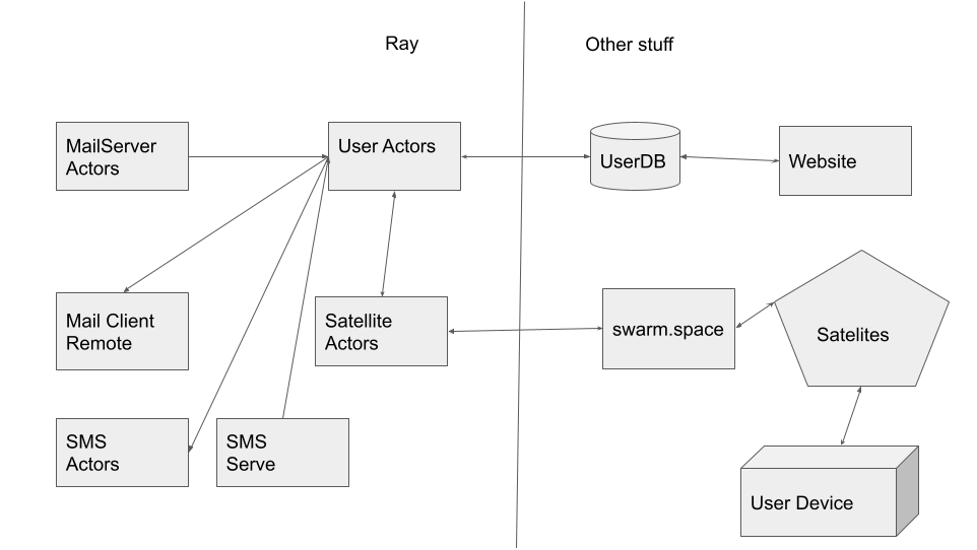 Ray
Other stuff
MailServer
Actors
User Actors
UserDB
Website
Mail Client
Remote
Satellite
Actors
swarm.space
Satelites
SMS
Actors
SMS
Serve
User Device